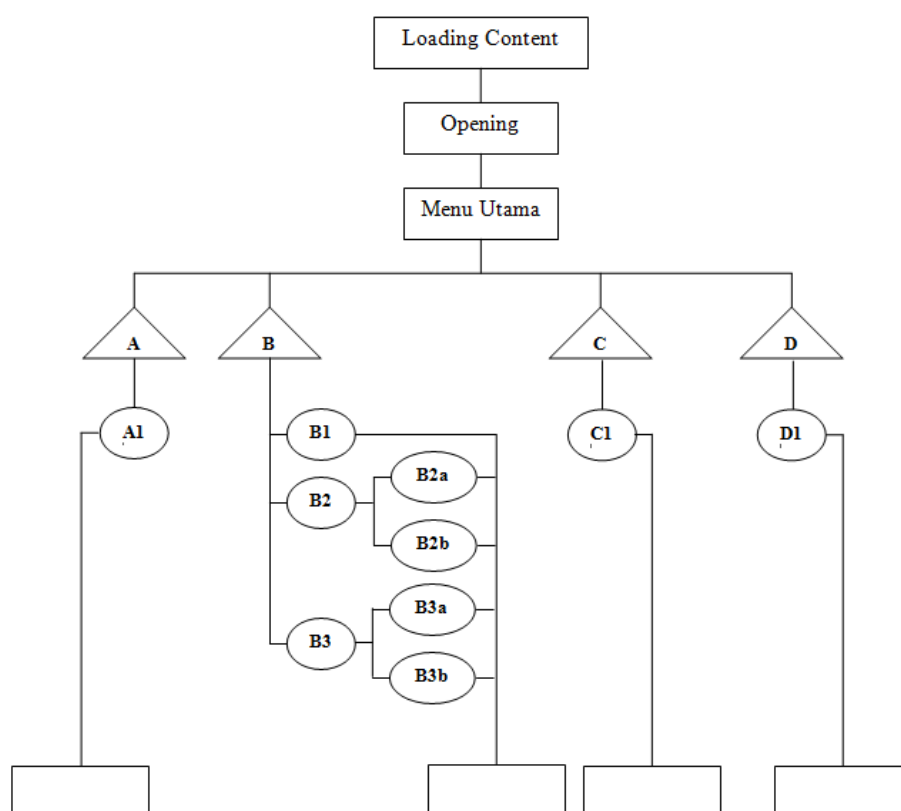 Loading Content
Opening
Menu Utama
A
B
C
D
A1
B1
C1
D1
B2a
B2
B2b
B3a
B3
B3b